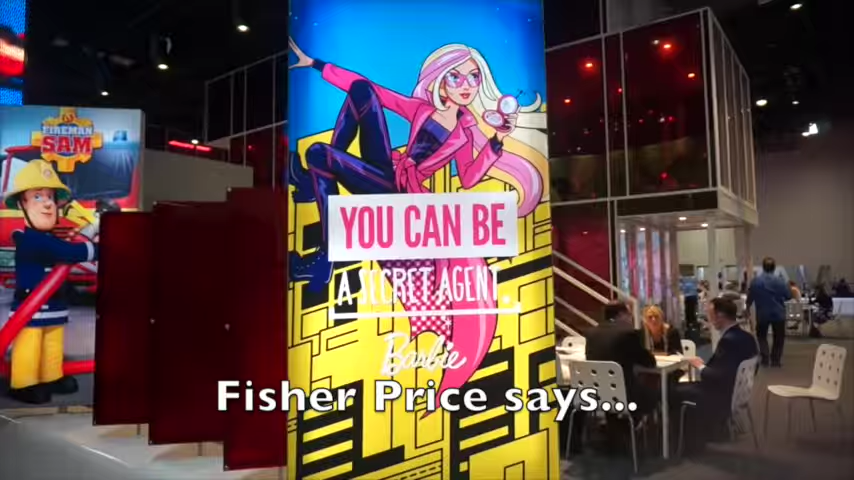 FIREMAN
SAM
YOU CAN BE
A SECRET AGENT.
Barbie
Fisher Price says...